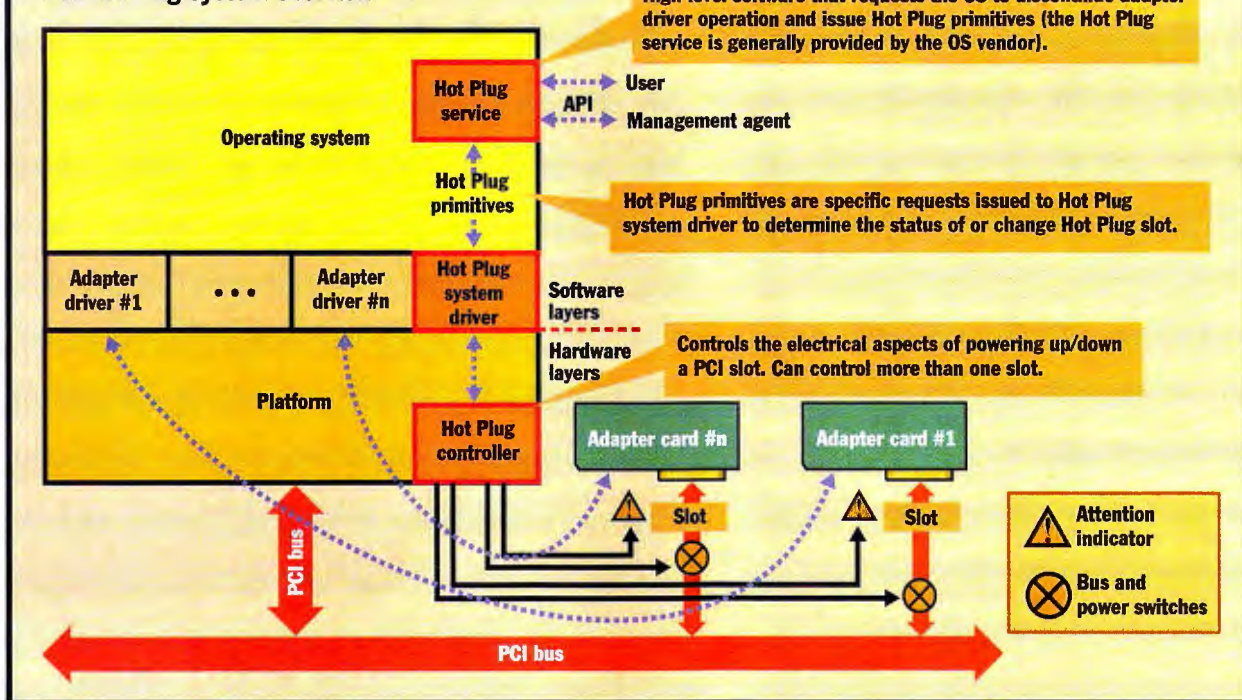 driver operation and issue Hot Plug primitives (the Hot Plug
service is generally provided by the OS vendor).
Hot Plug
service
User
API
Management agent
Operating system
Hot Plug
primitives
Hot Plug primitives are specific requests issued to Hot Plug
system driver to determine the status of or change Hot Plug slot.
Adapter
driver #1
• • •
Adapter
driver #n
Hot Plug
system
driver
Software
layers
Hardware
layers
Controls the electrical aspects of powering up/down
a PCI slot. Can control more than one slot.
Platform
Hot Plug
controller
Adapter card #n
Adapter card #1
Slot
Slot
Attention
indicator
Bus and
power switches
PCI bus
PCI bus